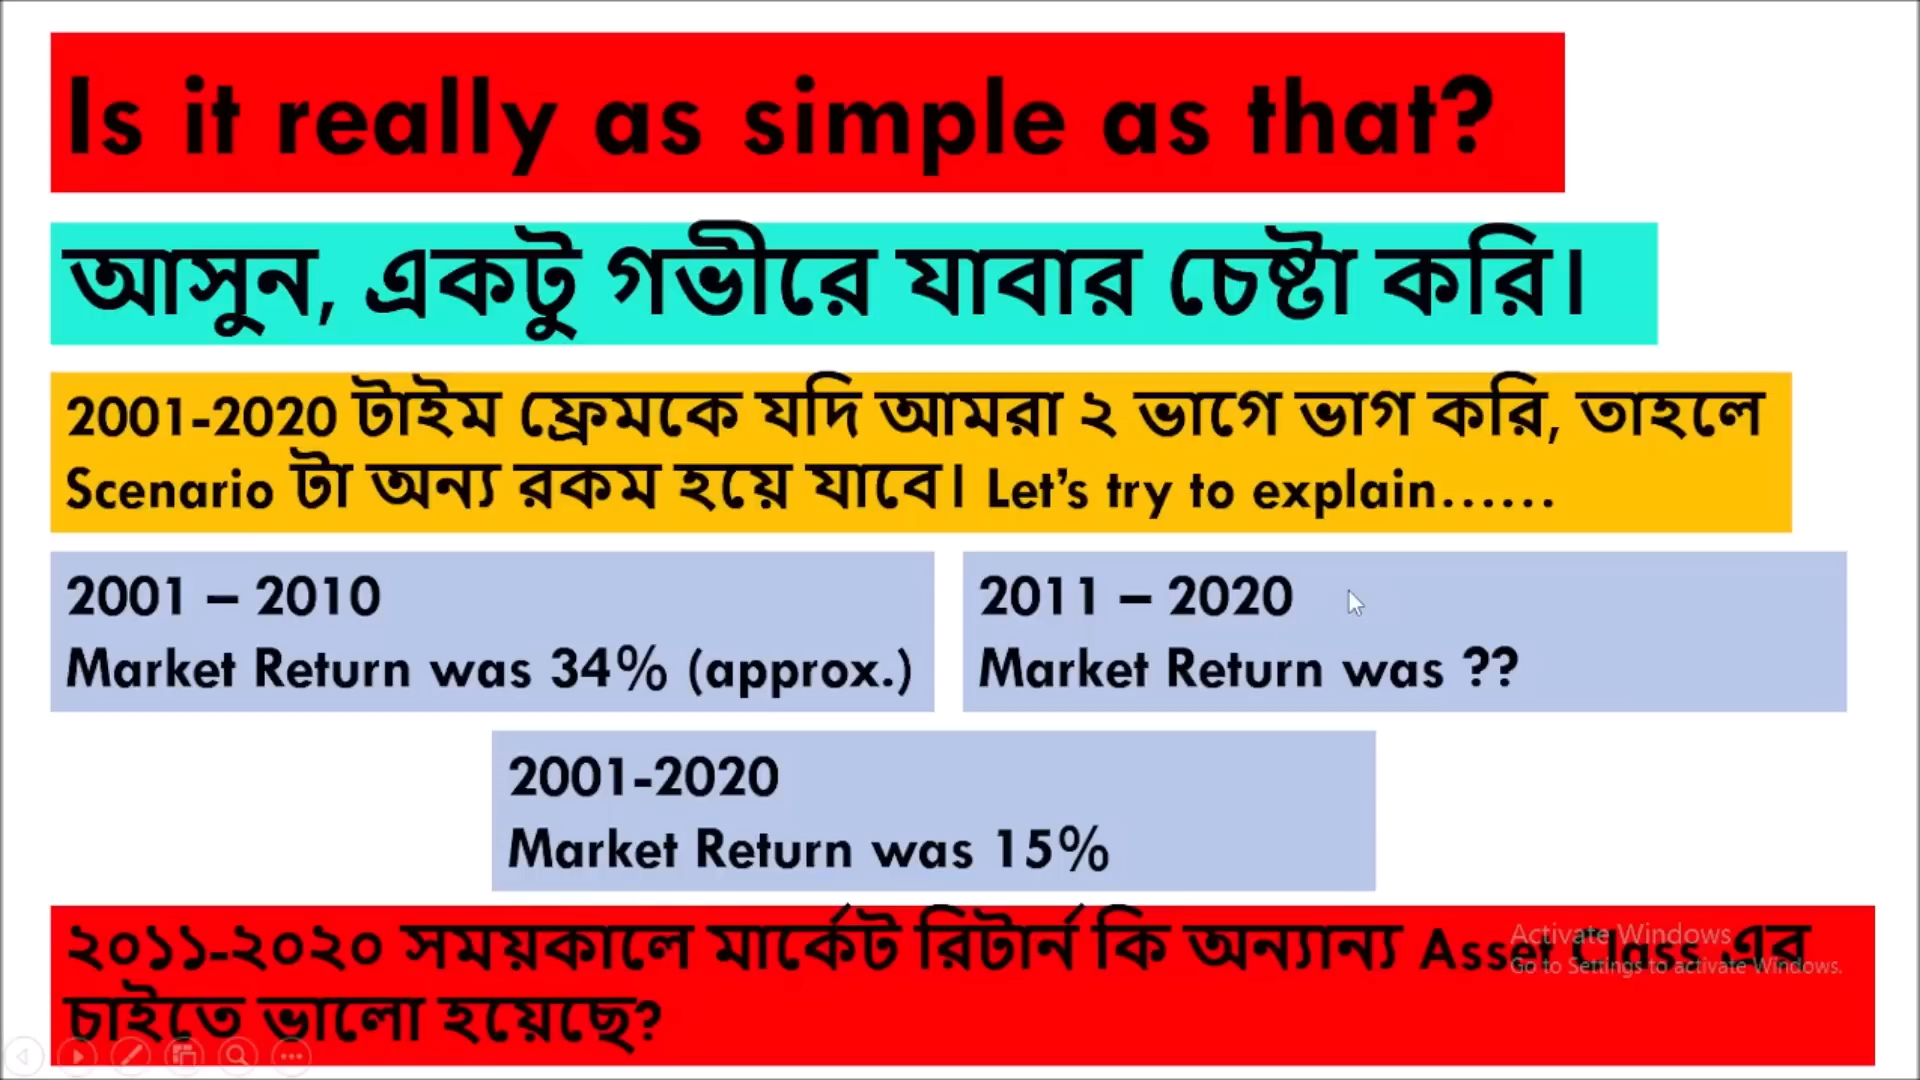 Is it really as simple as that?
আসুন, একটু গভীরে যাবার চেষ্টা করি।
2001-2020 টাইম ফ্রেমকে যদি আমরা ২ ভাগে ভাগ করি, তাহলে
Scenario টা অন্য রকম হয়ে যাবে। Let's try to explain......
2001 – 2010
Market Return was 34% (approx.)
2011 – 2020
Market Return was ??
2001-2020
Market Return was 15%
২০১১-২০২০ সময়কালে মার্কেট রিটার্ন কি অন্যান্য Asset Class এর
চাইতে ভালো হয়েছে?
Activate Windows
Go to Settings to activate Windows.